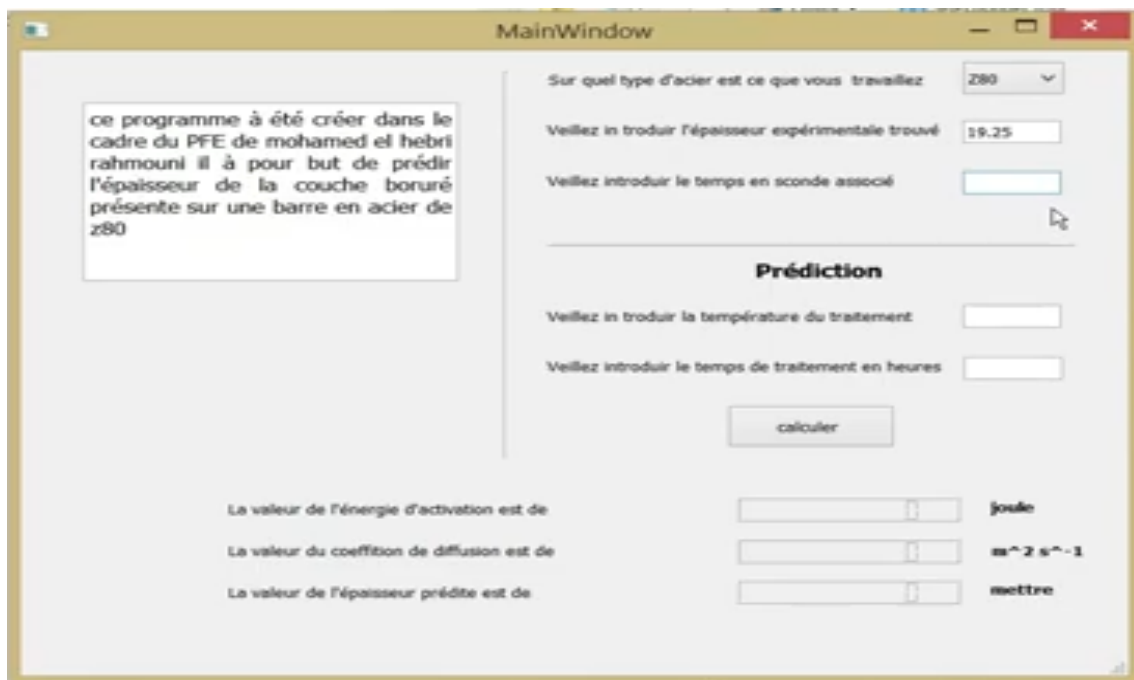 MainWindow
ce programme à été créer dans le
cadre du PFE de mohamed el hebri
rahmouni il à pour but de prédir
l'épaisseur de la couche boruré
présente sur une barre en acier de
z80
Sur quel type d'acier est ce que vous travaillez Z80
Veillez in troduir l'épaisseur expérimentale trouvé 19.25
Veillez introduir le temps en sconde associé
Prédiction
Veillez in troduir la température du traitement
Veillez introduir le temps de traitement en heures
calculer
La valeur de l'énergie d'activation est de joule
La valeur du coeffition de diffusion est de m^2 s^-1
La valeur de l'épaisseur prédite est de mettre